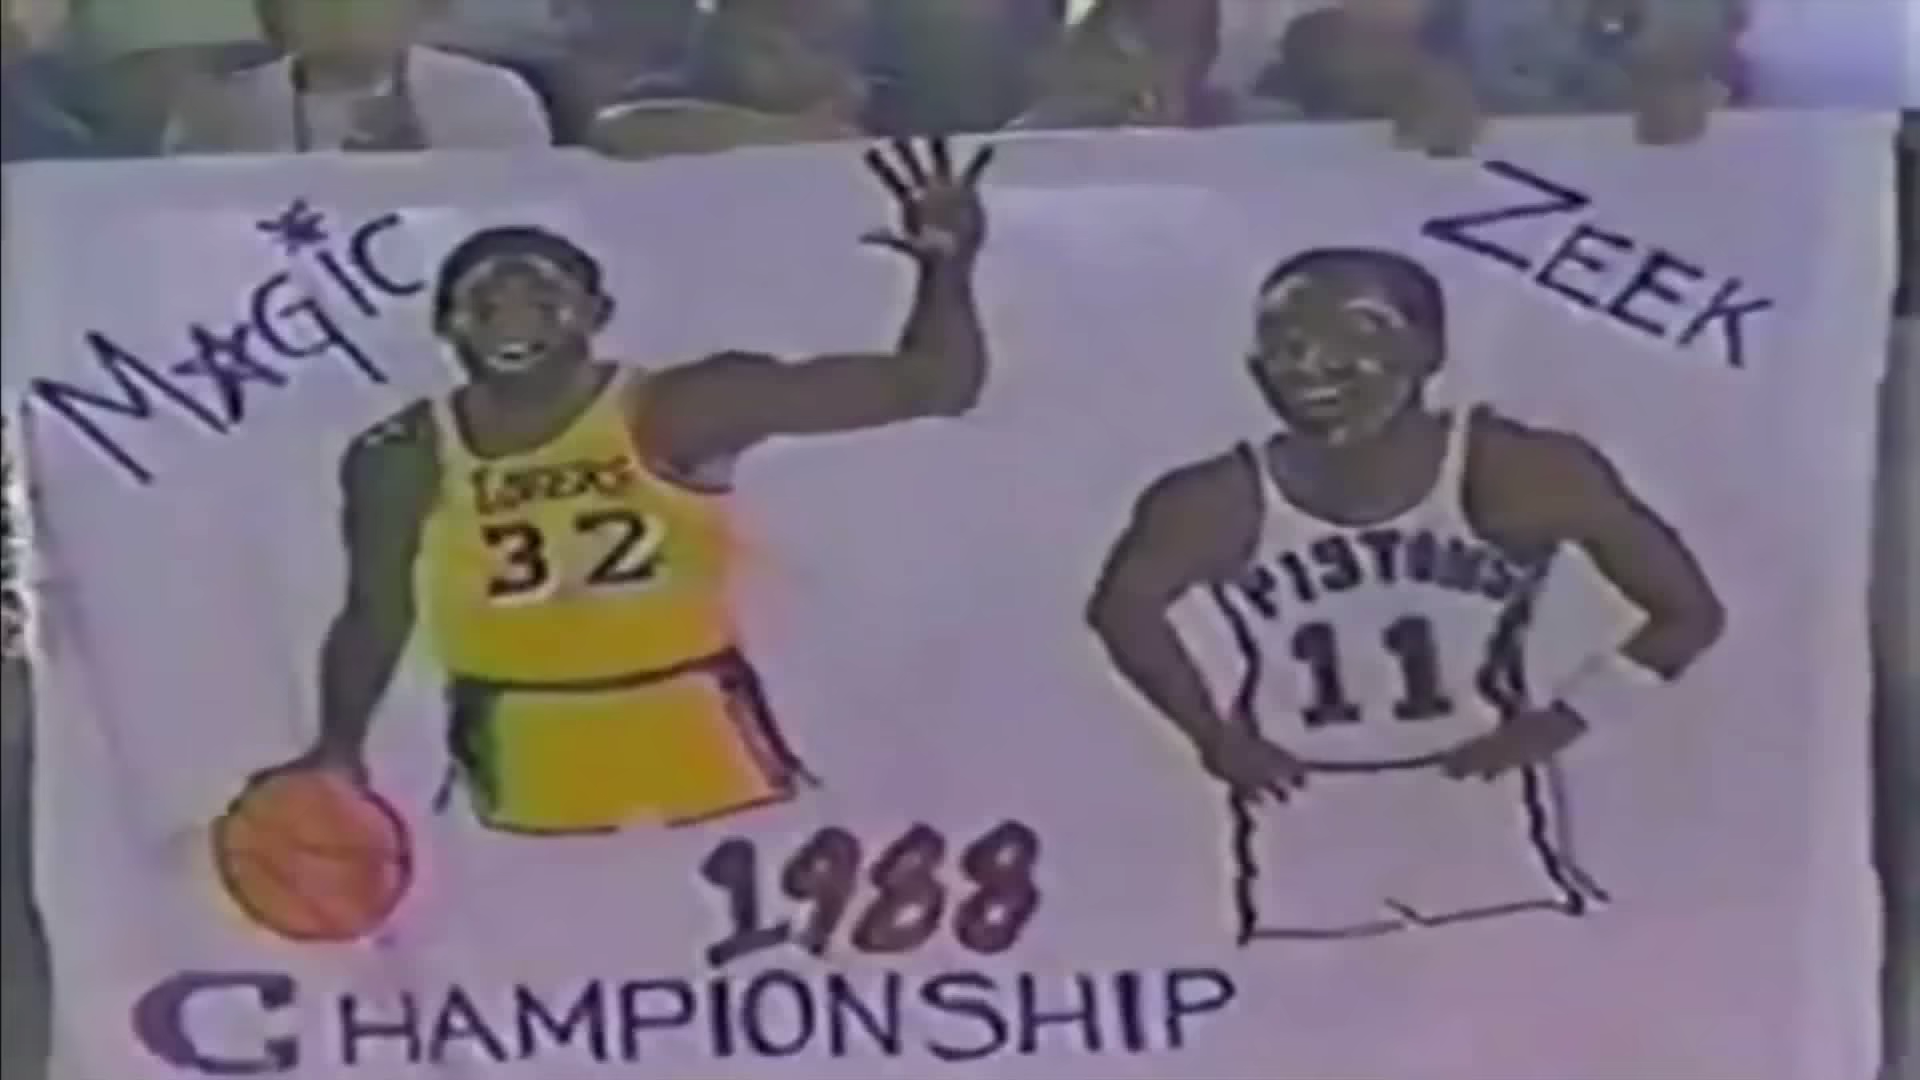 MAGIC
ZEEK
LAKERS
32
PISTONS
11
1988
CHAMPIONSHIP